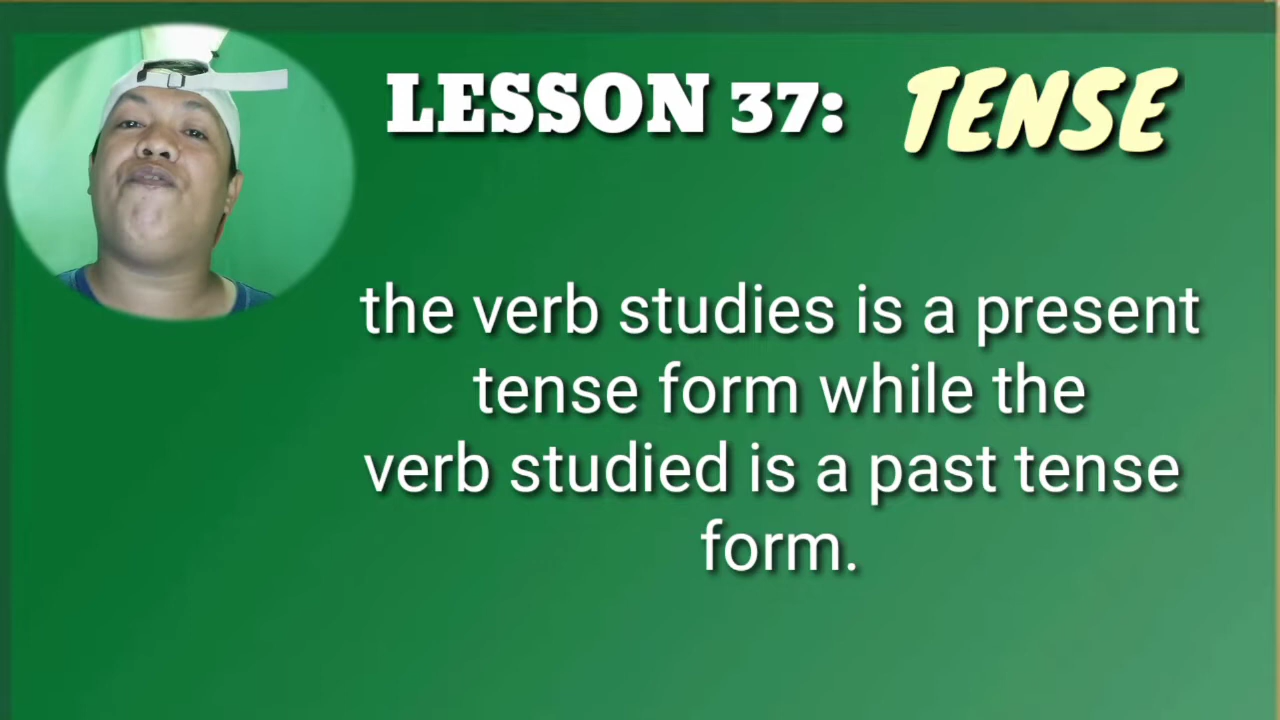 LESSON 37: TENSE
the verb studies is a present
tense form while the
verb studied is a past tense
form.